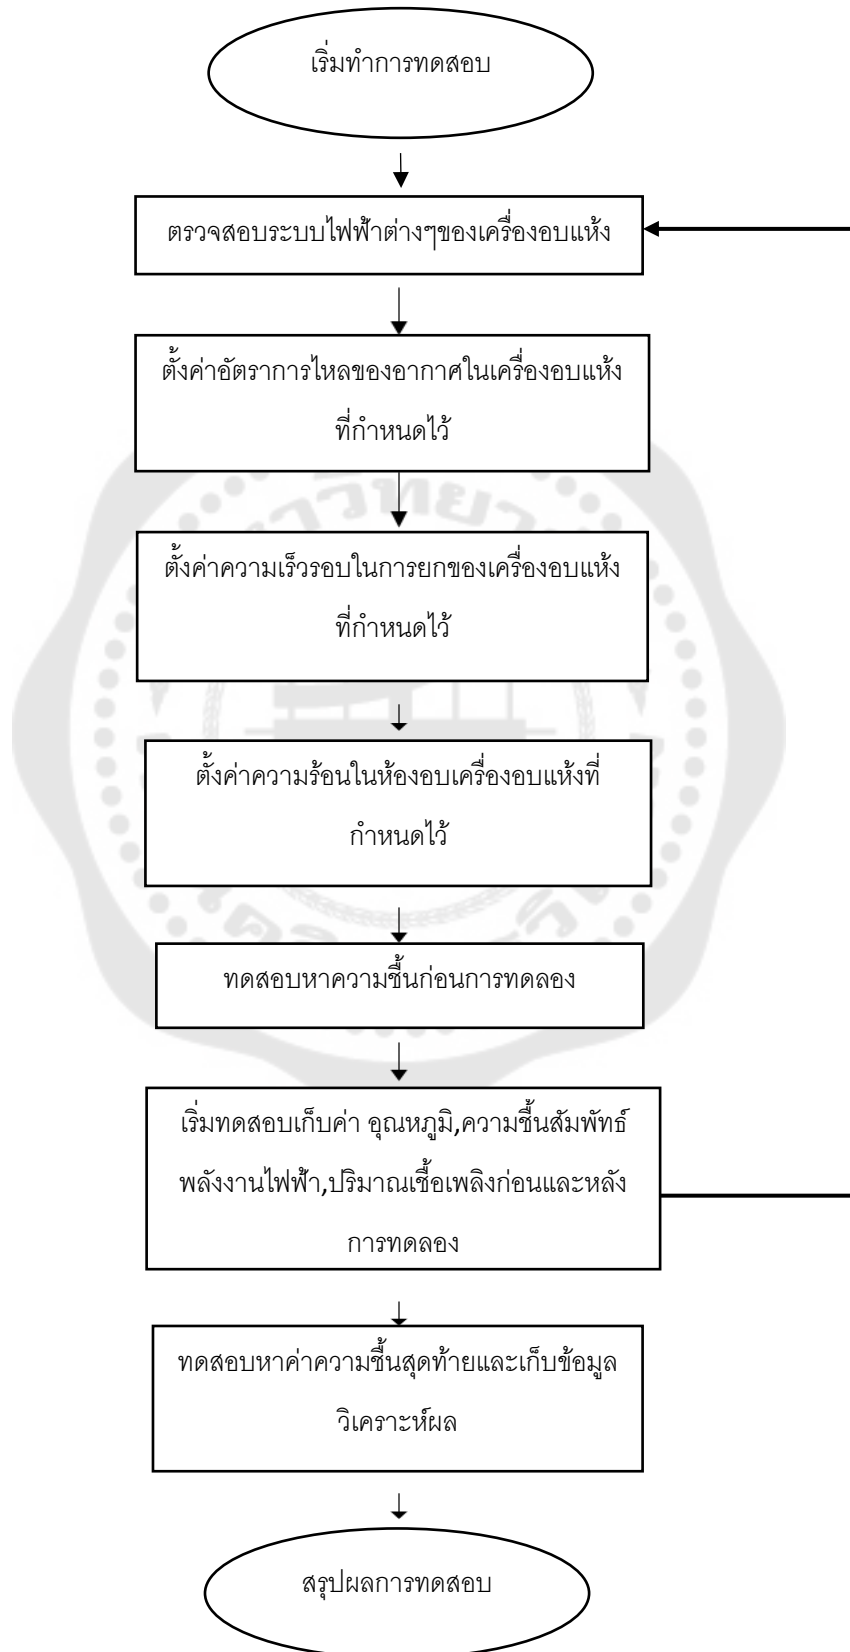 เริ่มทำการทดสอบ
ตรวจสอบระบบไฟฟ้าต่างๆของเครื่องอบแห้ง
ตั้งค่าอัตราการไหลของอากาศในเครื่องอบแห้ง
ที่กำหนดไว้
ตั้งค่าความเร็วรอบในการยกของเครื่องอบแห้ง
ที่กำหนดไว้
ตั้งค่าความร้อนในห้องอบเครื่องอบแห้งที่
กำหนดไว้
ทดสอบหาความชื้นก่อนการทดลอง
เริ่มทดสอบเก็บค่า อุณหภูมิ,ความชื้นสัมพัทธ์
พลังงานไฟฟ้า,ปริมาณเชื้อเพลิงก่อนและหลัง
การทดลอง
ทดสอบหาค่าความชื้นสุดท้ายและเก็บข้อมูล
วิเคราะห์ผล
สรุปผลการทดสอบ